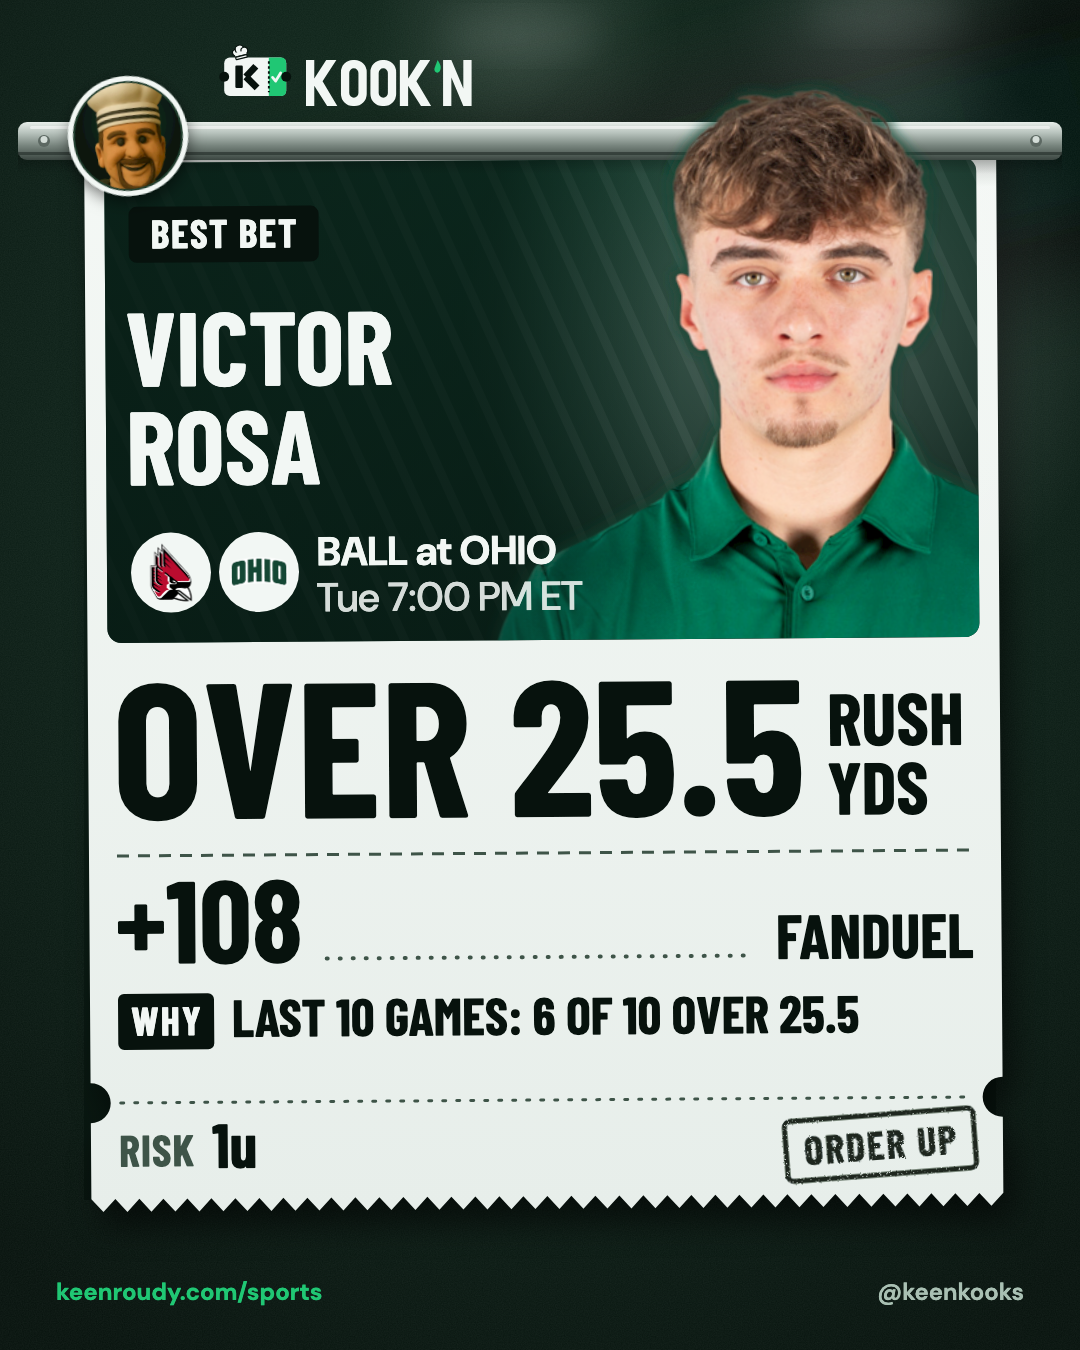 K KOOK'N
BEST BET
VICTOR
ROSA
OHIO
BALL at OHIO
Tue 7:00 PM ET
OVER 25.5 RUSH YDS
+108 FANDUEL
WHY LAST 10 GAMES: 6 OF 10 OVER 25.5
RISK 1u
ORDER UP
keenroudy.com/sports
@keenkooks